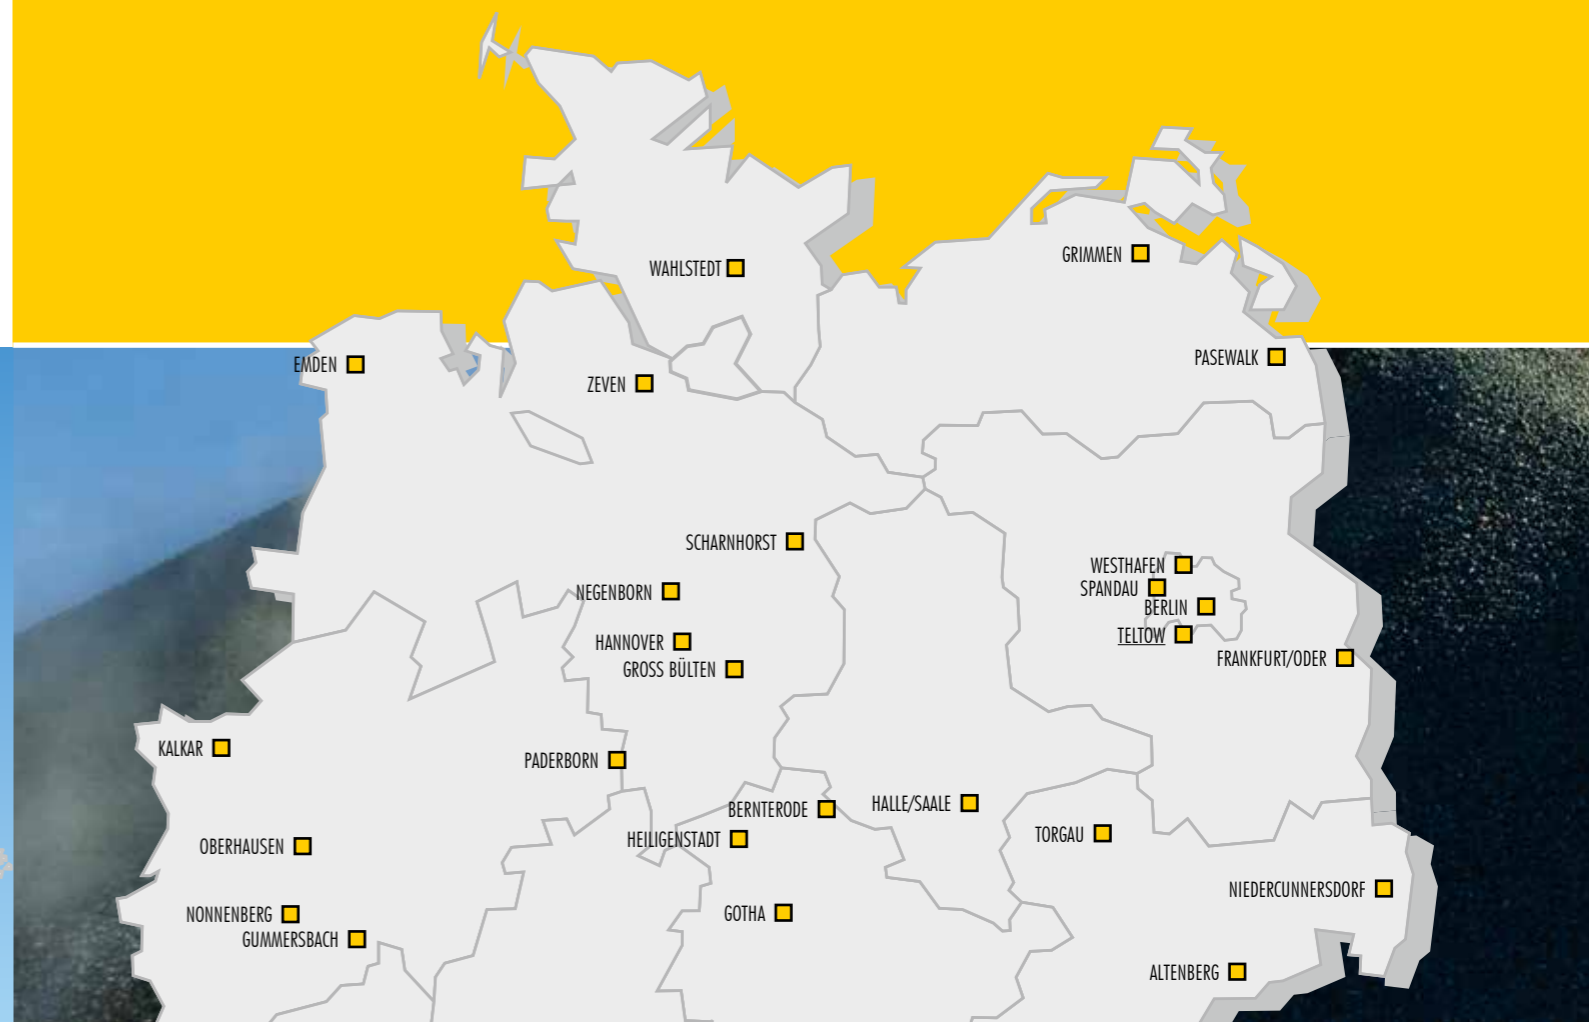 GRIMMEN
WAHLSTEDT
PASEWALK
EMDEN
ZEVEN
SCHARNHORST
WESTHAFEN
SPANDAU
NEGENBORN
BERLIN
TELTOW
HANNOVER
FRANKFURT/ODER
GROSS BÜLTEN
KALKAR
PADERBORN
HALLE/SAALE
BERNTERODE
TORGAU
HEILIGENSTADT
OBERHAUSEN
NIEDERCUNNERSDORF
NONNENBERG
GOTHA
GUMMERSBACH
ALTENBERG